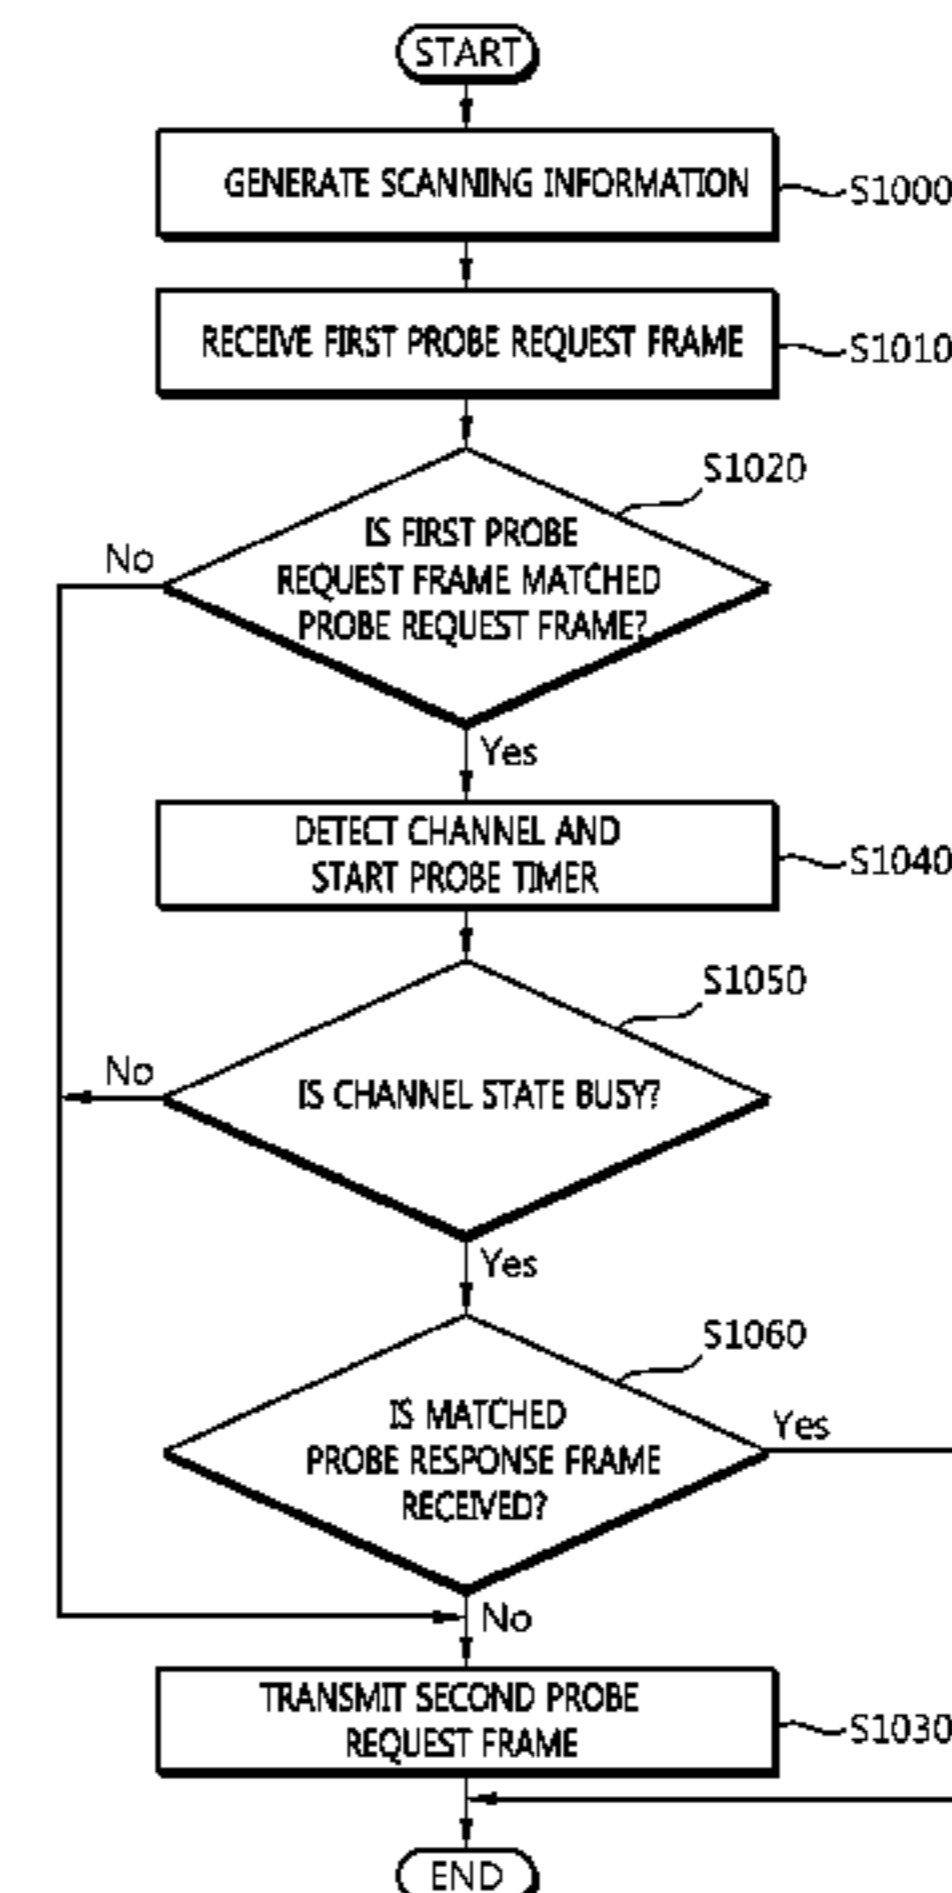 START
GENERATE SCANNING INFORMATION
S1000
RECEIVE FIRST PROBE REQUEST FRAME
S1010
S1020
IS FIRST PROBE
REQUEST FRAME MATCHED
PROBE REQUEST FRAME?
No
Yes
DETECT CHANNEL AND
START PROBE TIMER
S1040
S1050
IS CHANNEL STATE BUSY?
No
Yes
S1060
IS MATCHED
PROBE RESPONSE FRAME
RECEIVED?
Yes
No
TRANSMIT SECOND PROBE
REQUEST FRAME
S1030
END